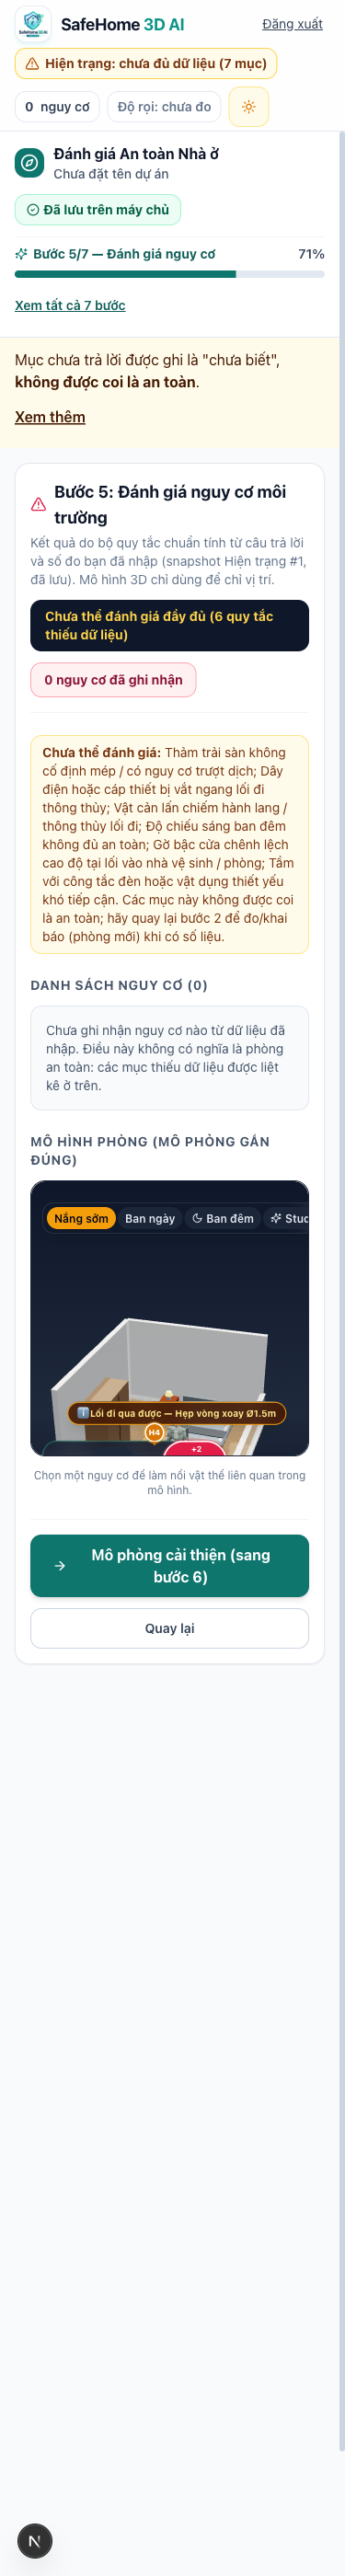 SafeHome 3D AI
Đăng xuất
Hiện trạng: chưa đủ dữ liệu (7 mục)
0 nguy cơ
Độ rọi: chưa đo
Đánh giá An toàn Nhà ở
Chưa đặt tên dự án
Đã lưu trên máy chủ
Bước 5/7 — Đánh giá nguy cơ
71%
Xem tất cả 7 bước
Mục chưa trả lời được ghi là "chưa biết",
không được coi là an toàn.
Xem thêm
Bước 5: Đánh giá nguy cơ môi
trường
Kết quả do bộ quy tắc chuẩn tính từ câu trả lời
và số đo bạn đã nhập (snapshot Hiện trạng #1,
đã lưu). Mô hình 3D chỉ dùng để chỉ vị trí.
Chưa thể đánh giá đầy đủ (6 quy tắc
thiếu dữ liệu)
0 nguy cơ đã ghi nhận
Chưa thể đánh giá: Thảm trải sàn không
cố định mép / có nguy cơ trượt dịch; Dây
điện hoặc cáp thiết bị vắt ngang lối đi
thông thủy; Vật cản lấn chiếm hành lang /
thông thủy lối đi; Độ chiếu sáng ban đêm
không đủ an toàn; Gờ bậc cửa chênh lệch
cao độ tại lối vào nhà vệ sinh / phòng; Tầm
với công tắc đèn hoặc vật dụng thiết yếu
khó tiếp cận. Các mục này không được coi
là an toàn; hãy quay lại bước 2 để đo/khai
báo (phòng mới) khi có số liệu.
DANH SÁCH NGUY CƠ (0)
Chưa ghi nhận nguy cơ nào từ dữ liệu đã
nhập. Điều này không có nghĩa là phòng
an toàn: các mục thiếu dữ liệu được liệt
kê ở trên.
MÔ HÌNH PHÒNG (MÔ PHỎNG GẦN
ĐÚNG)
Nắng sớm
Ban ngày
Ban đêm
Stud
Lối đi qua được — Hẹp vòng xoay Ø1.5m
H4
+2
Chọn một nguy cơ để làm nổi vật thể liên quan trong
mô hình.
Mô phỏng cải thiện (sang
bước 6)
Quay lại
N